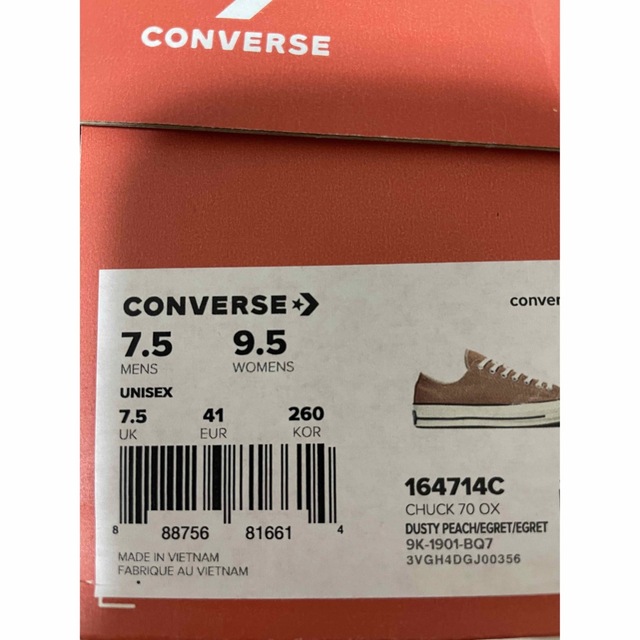 CONVERSE
CONVERSE
7.5 9.5
MENS WOMENS
UNISEX
7.5 41 260
UK EUR KOR
8 88756 81661 4
MADE IN VIETNAM
FABRIQUE AU VIETNAM
conver
164714C
CHUCK 70 OX
DUSTY PEACH/EGRET/EGRET
9K-1901-BQ7
3VGH4DGJ00356